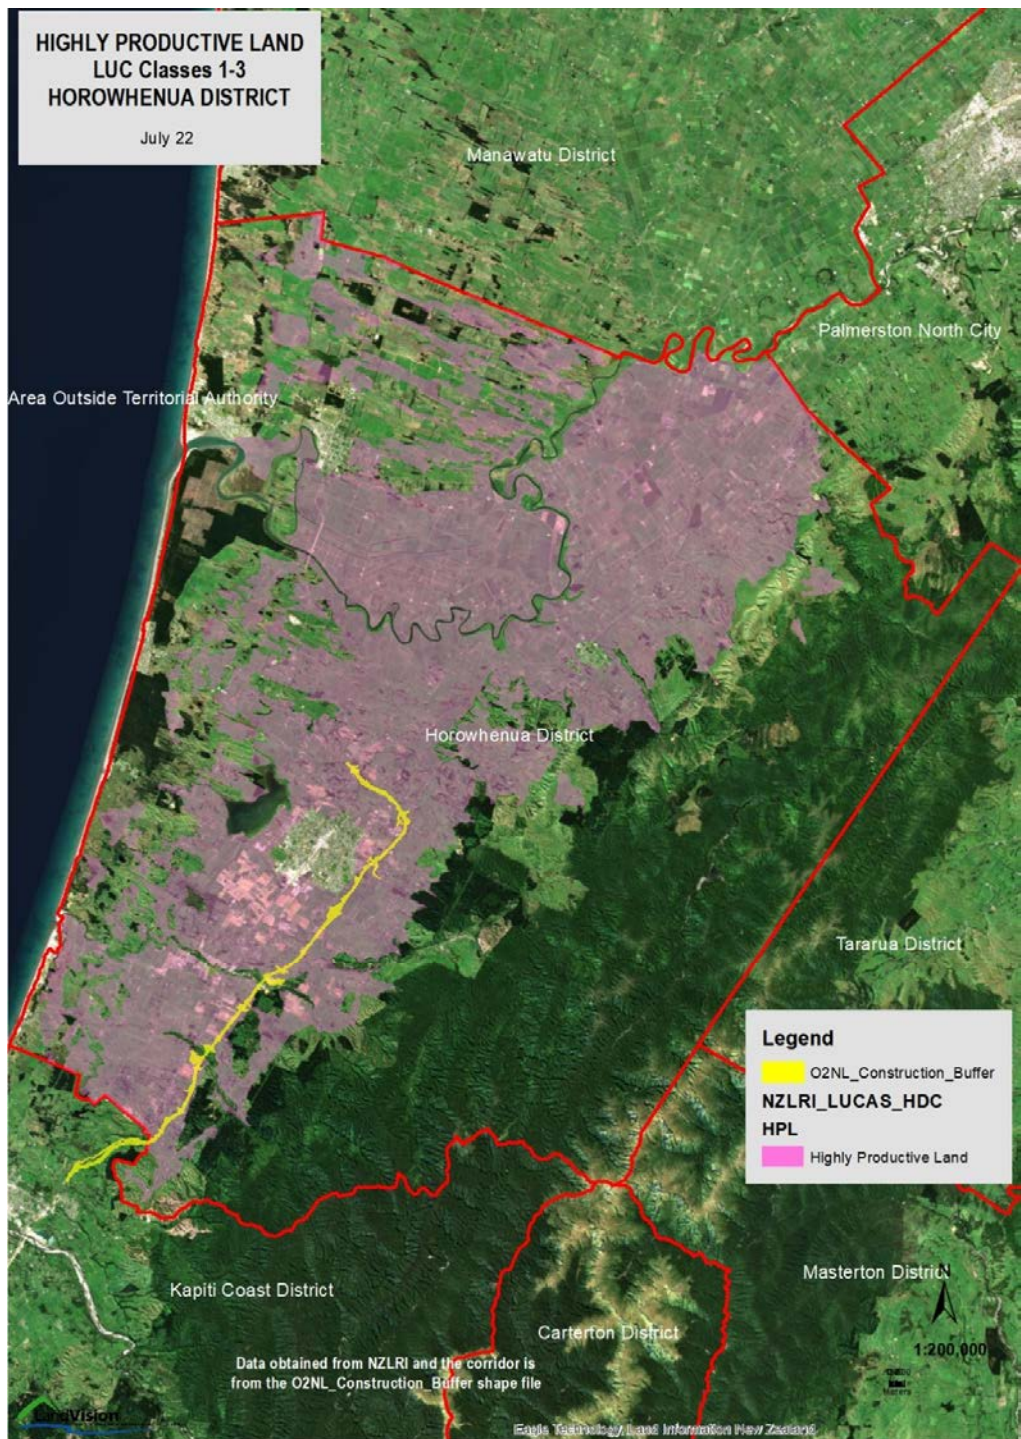 HIGHLY PRODUCTIVE LAND
LUC Classes 1-3
HOROWHENUA DISTRICT
July 22
Manawatu District
Palmerston North City
Area Outside Territorial Authority
Horowhenua District
Tararua District
Legend
O2NL_Construction_Buffer
NZLRI_LUCAS_HDC
HPL
Highly Productive Land
Kapiti Coast District
Masterton District
N
Carterton District
1:200,000
Meters
Data obtained from NZLRI and the corridor is
from the O2NL_Construction_Buffer shape file
LandVision
Eagle Technology, Land Information New Zealand